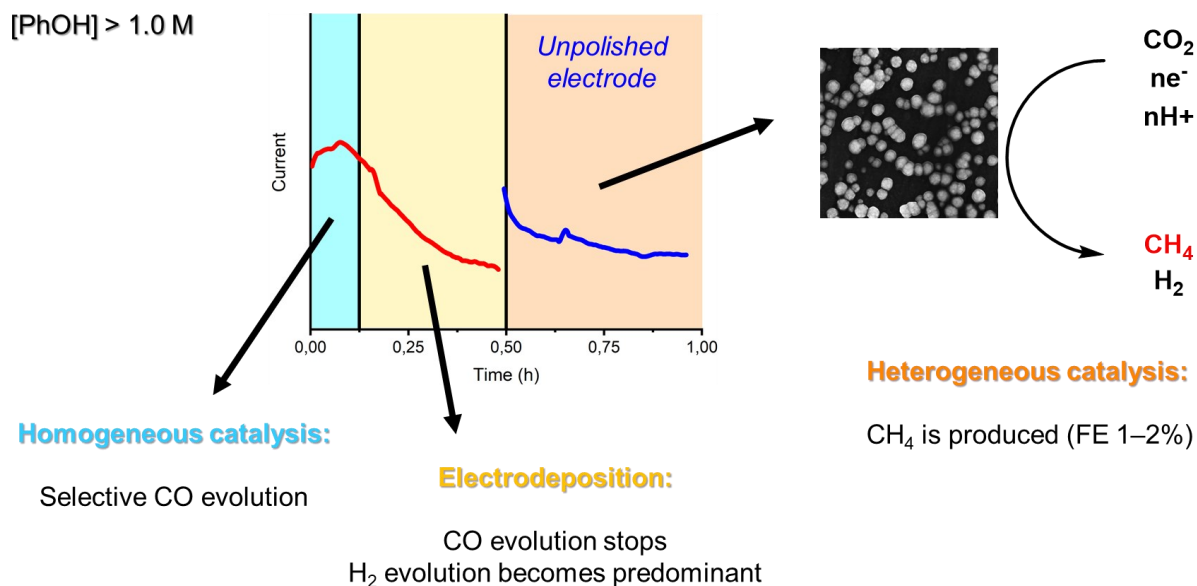 [PhOH] > 1.0 M
Unpolished
electrode
Current
0,00
0,25
0,50
0,75
1,00
Time (h)
CO₂
ne⁻
nH+
CH₄
H₂
Homogeneous catalysis:
Selective CO evolution
Electrodeposition:
CO evolution stops
H₂ evolution becomes predominant
Heterogeneous catalysis:
CH₄ is produced (FE 1–2%)